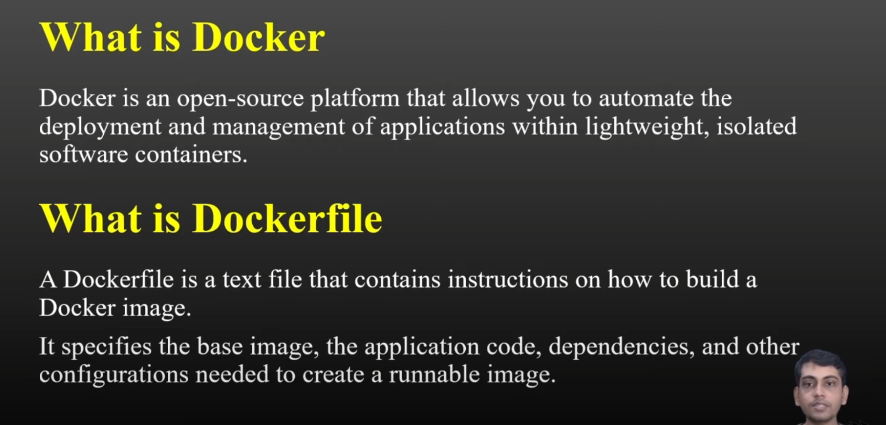 What is Docker
Docker is an open-source platform that allows you to automate the
deployment and management of applications within lightweight, isolated
software containers.
What is Dockerfile
A Dockerfile is a text file that contains instructions on how to build a
Docker image.
It specifies the base image, the application code, dependencies, and other
configurations needed to create a runnable image.